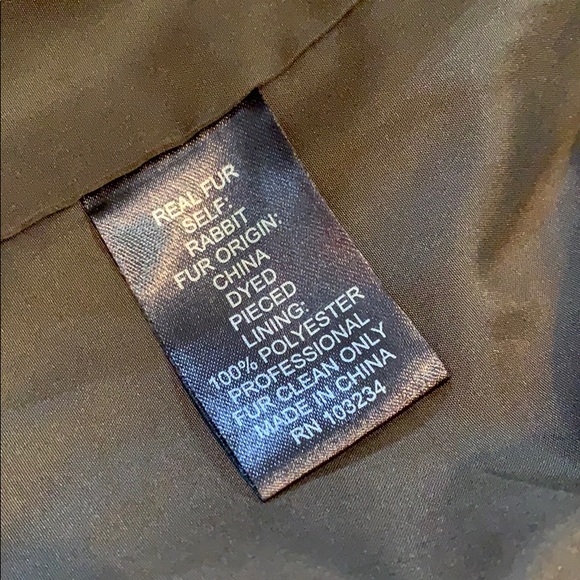 REAL FUR
SELF:
RABBIT
FUR ORIGIN:
CHINA
DYED
PIECED
LINING:
100% POLYESTER
PROFESSIONAL
FUR CLEAN ONLY
MADE IN CHINA
RN 103234